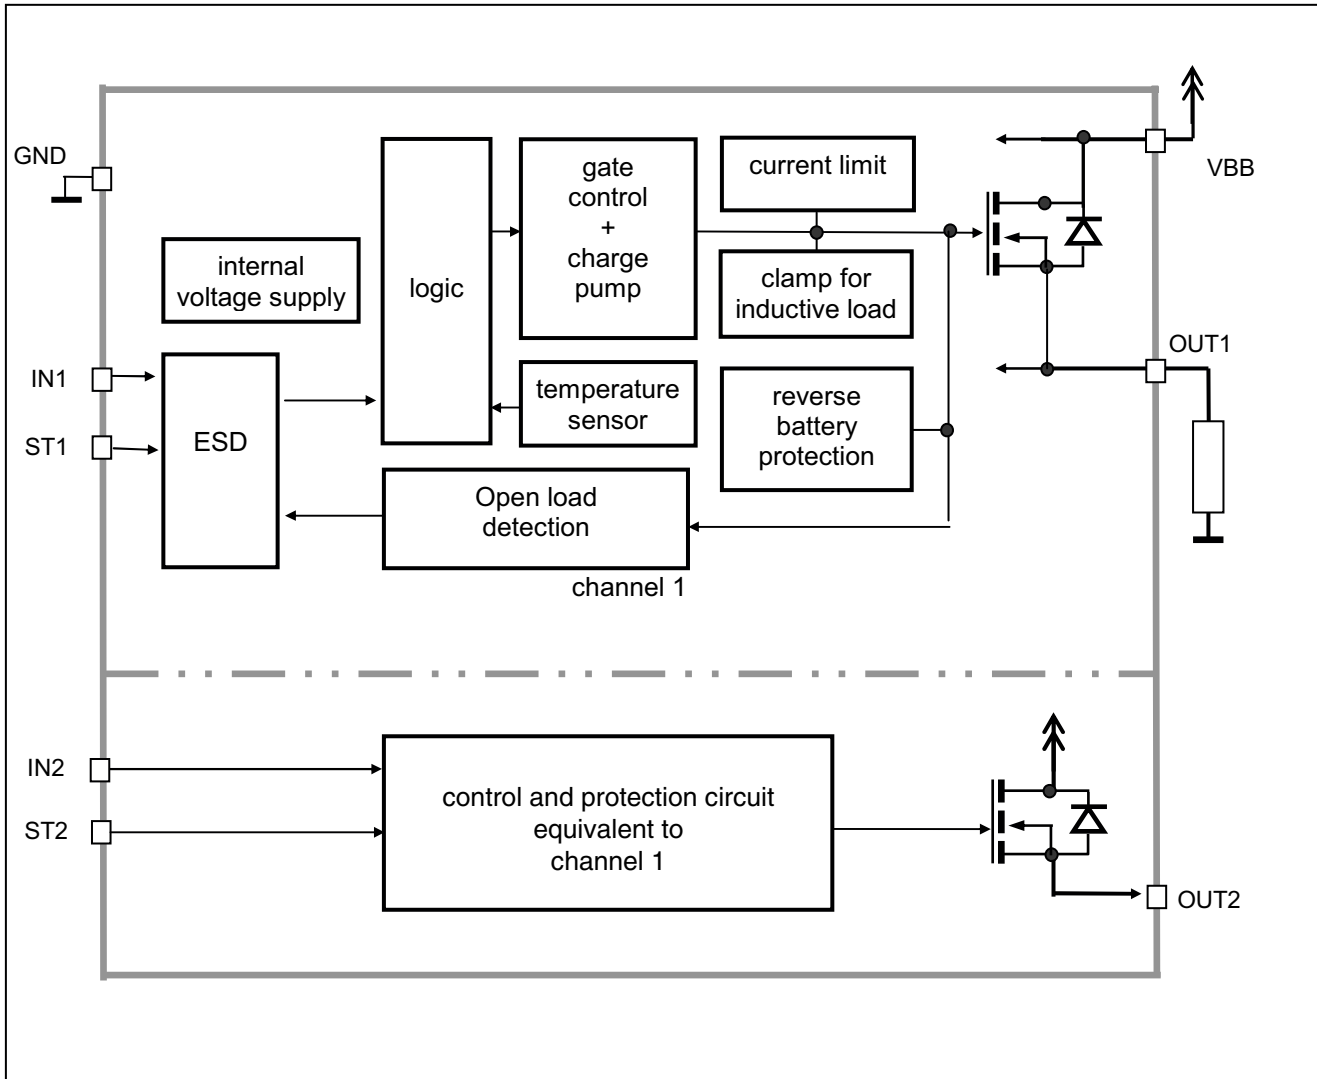 GND
VBB
gate
control
+
charge
pump
current limit
internal
voltage supply
logic
clamp for
inductive load
OUT1
IN1
ESD
temperature
sensor
reverse
battery
protection
ST1
Open load
detection
channel 1
IN2
ST2
control and protection circuit
equivalent to
channel 1
OUT2